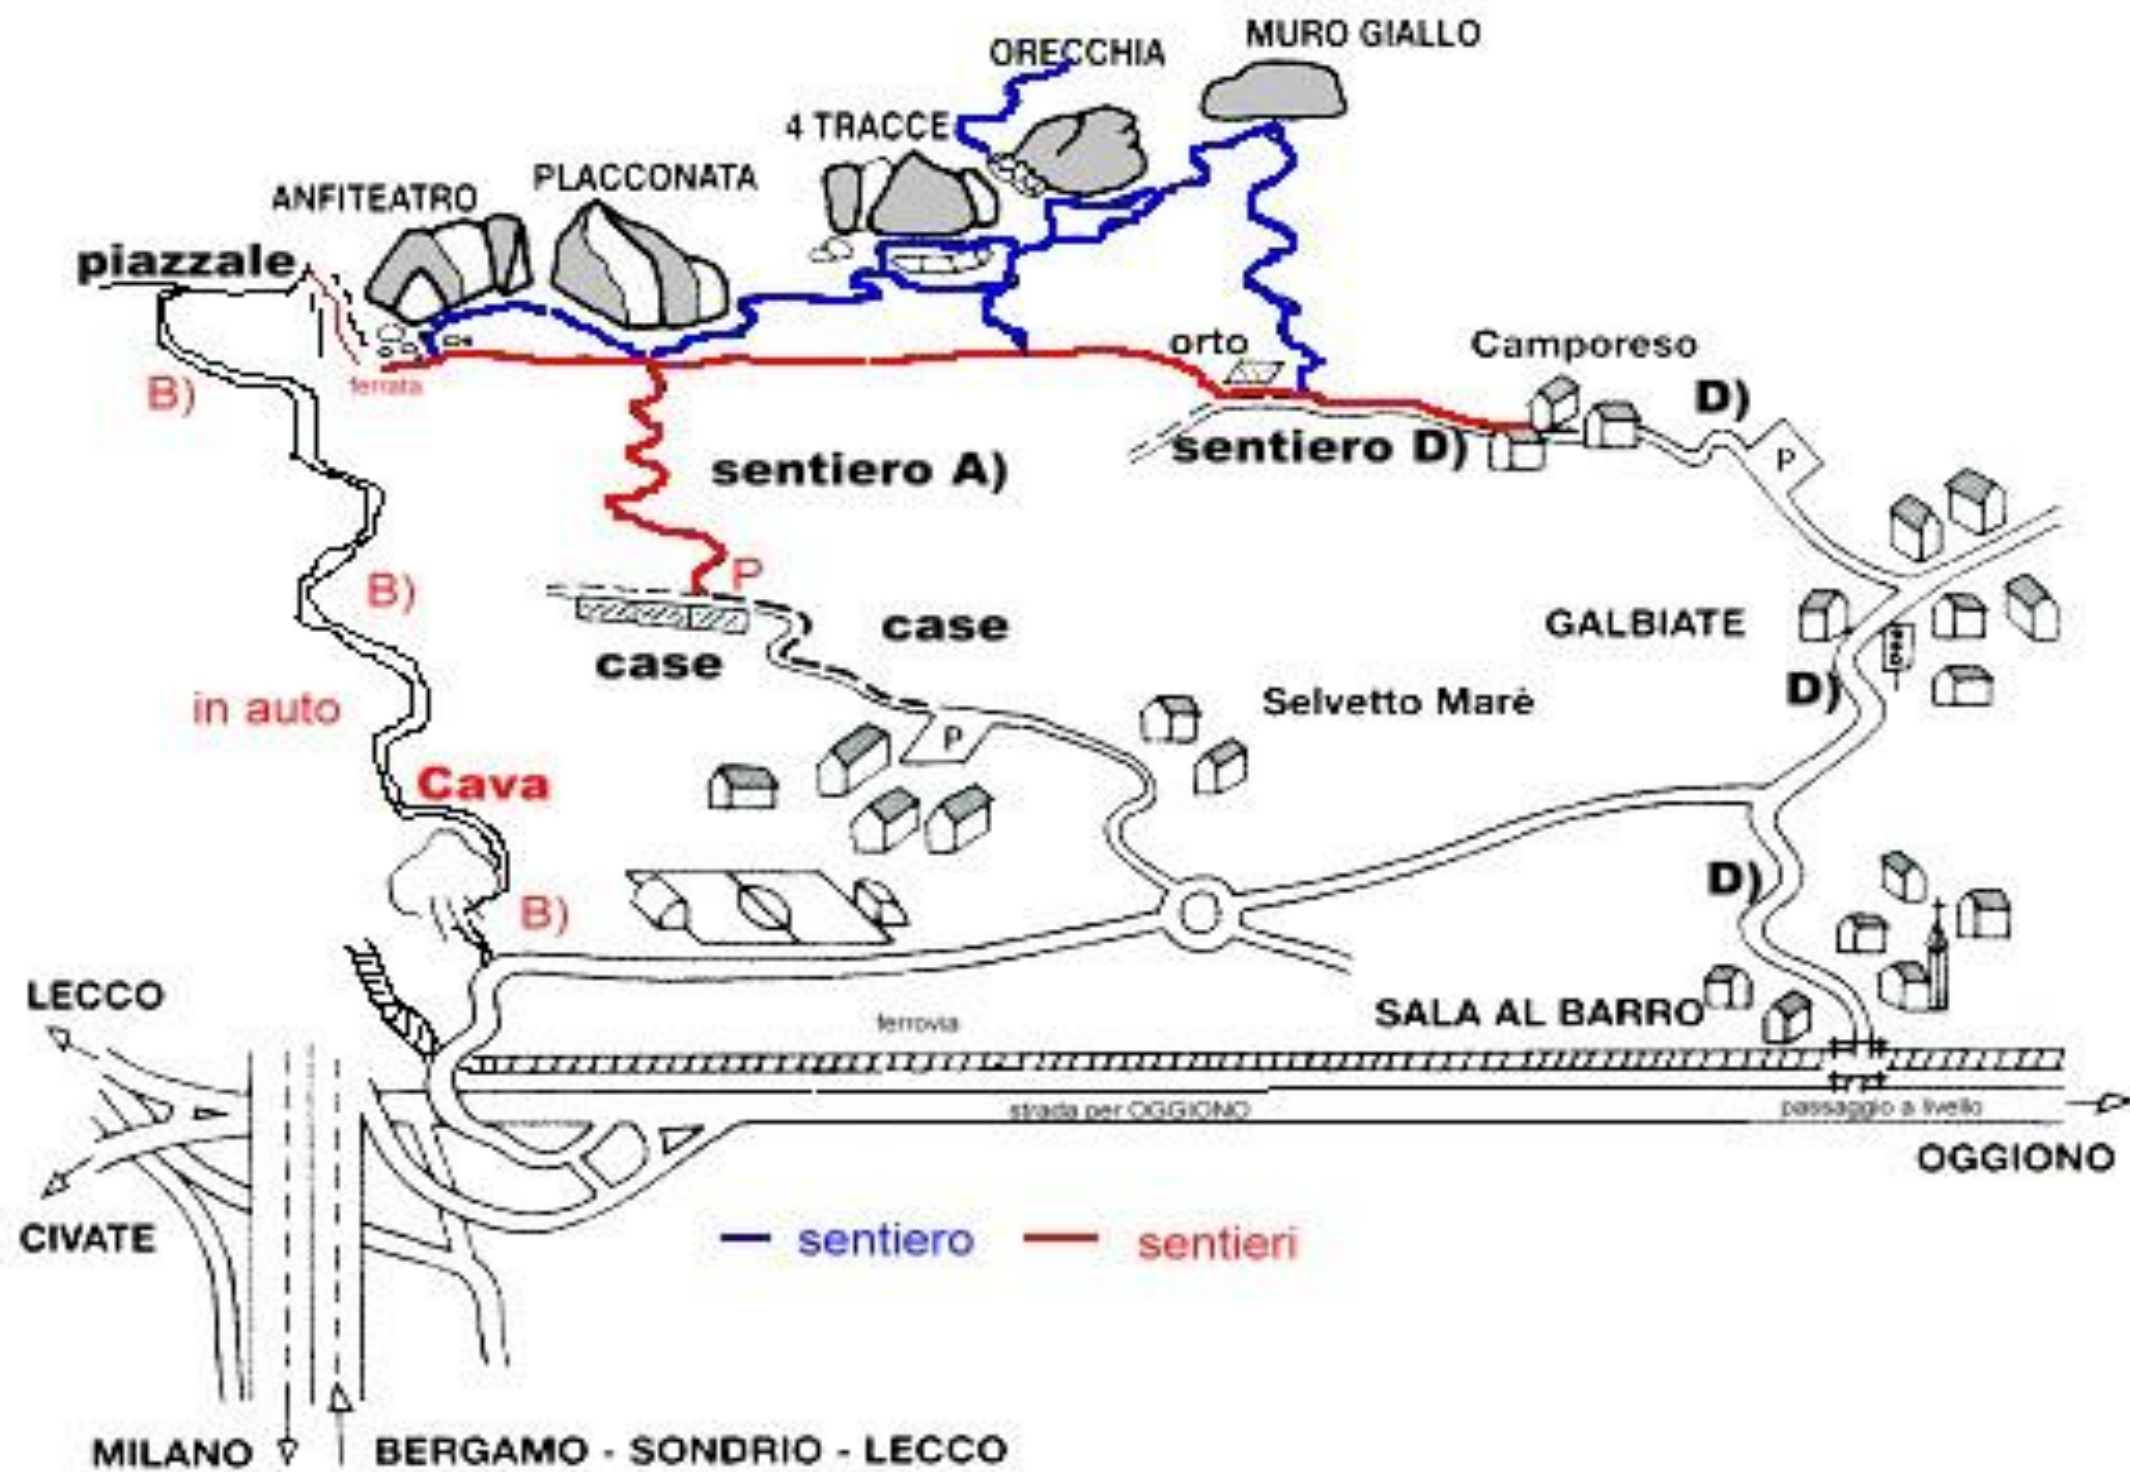 MURO GIALLO
ORECCHIA
4 TRACCE
PLACCONATA
ANFITEATRO
piazzale
orto
Camporeso
B)
ferrata
D)
sentiero A)
sentiero D)
P
P
B)
case
GALBIATE
case
D)
in auto
Selvetto Marè
P
Cava
D)
B)
LECCO
ferrovia
SALA AL BARRO
strada per OGGIONO
passaggio a livello
OGGIONO
CIVATE
sentiero
sentieri
MILANO
BERGAMO - SONDRIO - LECCO